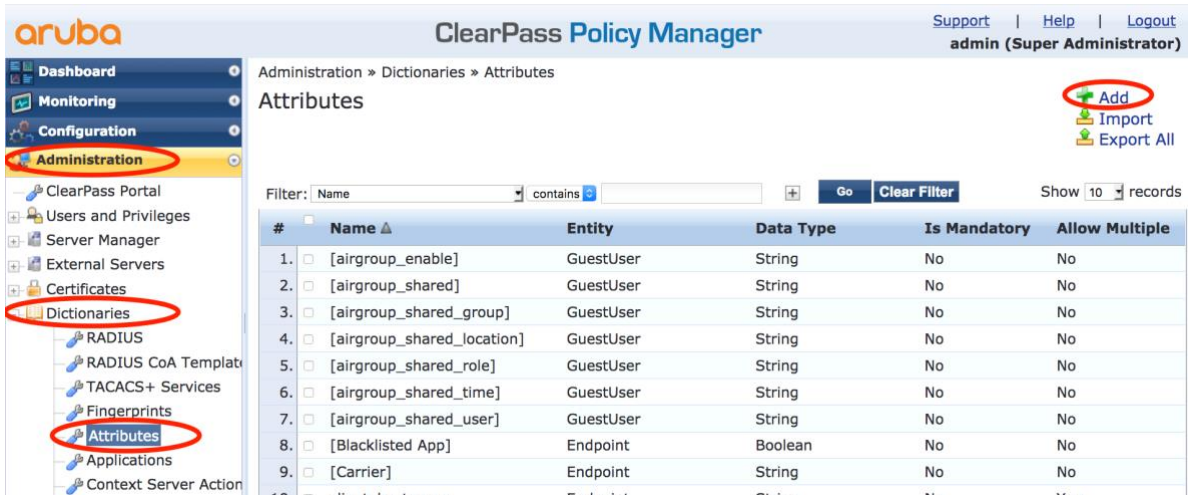 aruba
ClearPass Policy Manager
Support | Help | Logout
admin (Super Administrator)
Dashboard
Monitoring
Configuration
Administration
ClearPass Portal
Users and Privileges
Server Manager
External Servers
Certificates
Dictionaries
RADIUS
RADIUS CoA Templat
TACACS+ Services
Fingerprints
Attributes
Applications
Context Server Action
Administration » Dictionaries » Attributes
Attributes
Add
Import
Export All
Filter: Name contains + Go Clear Filter Show 10 records
# Name Entity Data Type Is Mandatory Allow Multiple
1. [airgroup_enable] GuestUser String No No
2. [airgroup_shared] GuestUser String No No
3. [airgroup_shared_group] GuestUser String No No
4. [airgroup_shared_location] GuestUser String No No
5. [airgroup_shared_role] GuestUser String No No
6. [airgroup_shared_time] GuestUser String No No
7. [airgroup_shared_user] GuestUser String No No
8. [Blacklisted App] Endpoint Boolean No No
9. [Carrier] Endpoint String No No